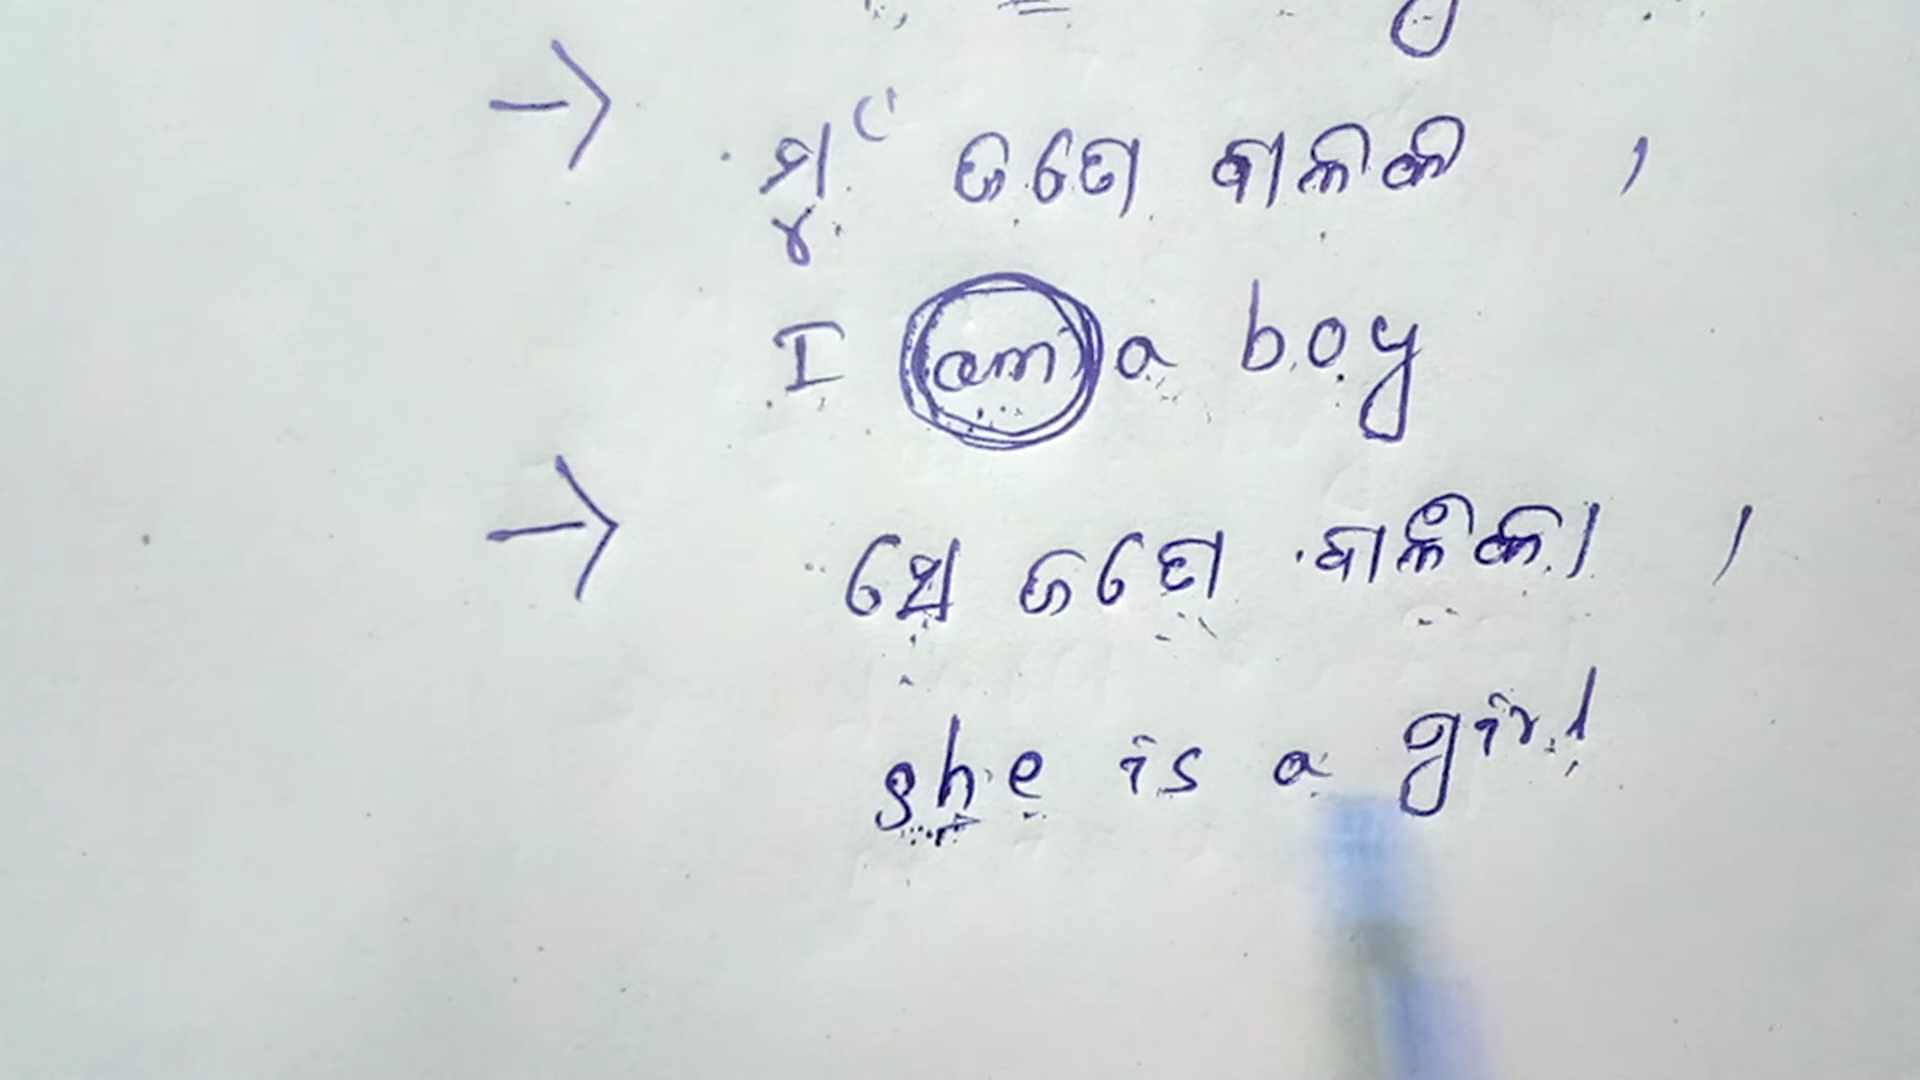 → ମୁଁ ଜଣେ ବାଳକ ,
I am a boy
→ ସେ ଜଣେ ବାଳିକା ,
she is a girl